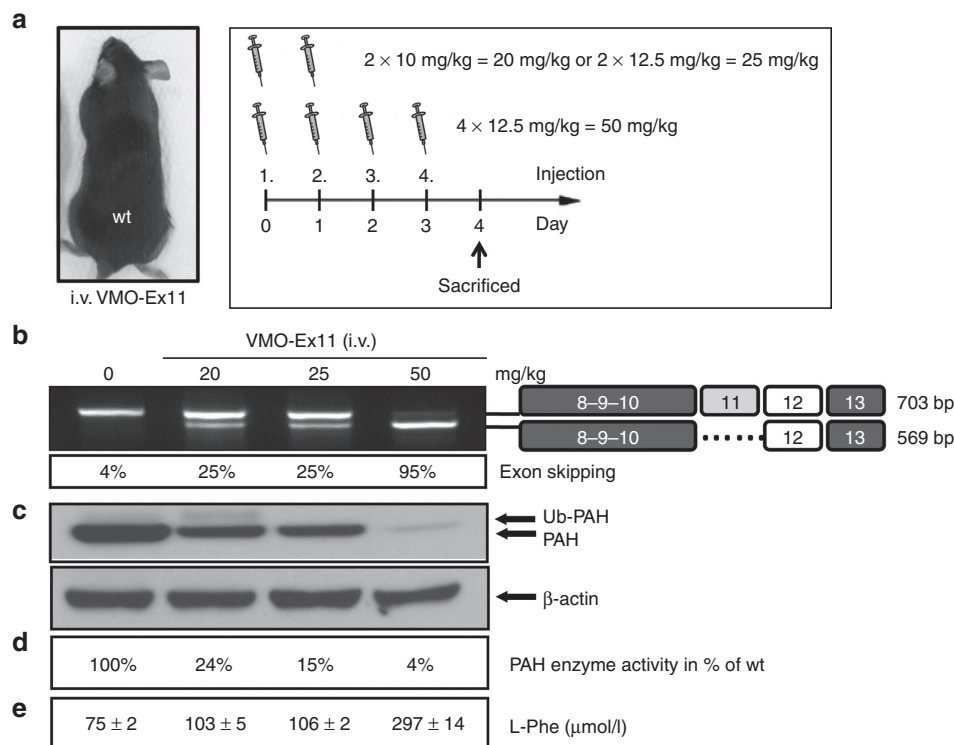 a
wt
i.v. VMO-Ex11
2 × 10 mg/kg = 20 mg/kg or 2 × 12.5 mg/kg = 25 mg/kg
4 × 12.5 mg/kg = 50 mg/kg
1. 2. 3. 4. Injection
0 1 2 3 4 Day
Sacrificed
b
VMO-Ex11 (i.v.)
0 20 25 50 mg/kg
8–9–10 11 12 13 703 bp
8–9–10 12 13 569 bp
4% 25% 25% 95% Exon skipping
c
Ub-PAH
PAH
β-actin
d
100% 24% 15% 4% PAH enzyme activity in % of wt
e
75 ± 2 103 ± 5 106 ± 2 297 ± 14 L-Phe (μmol/l)